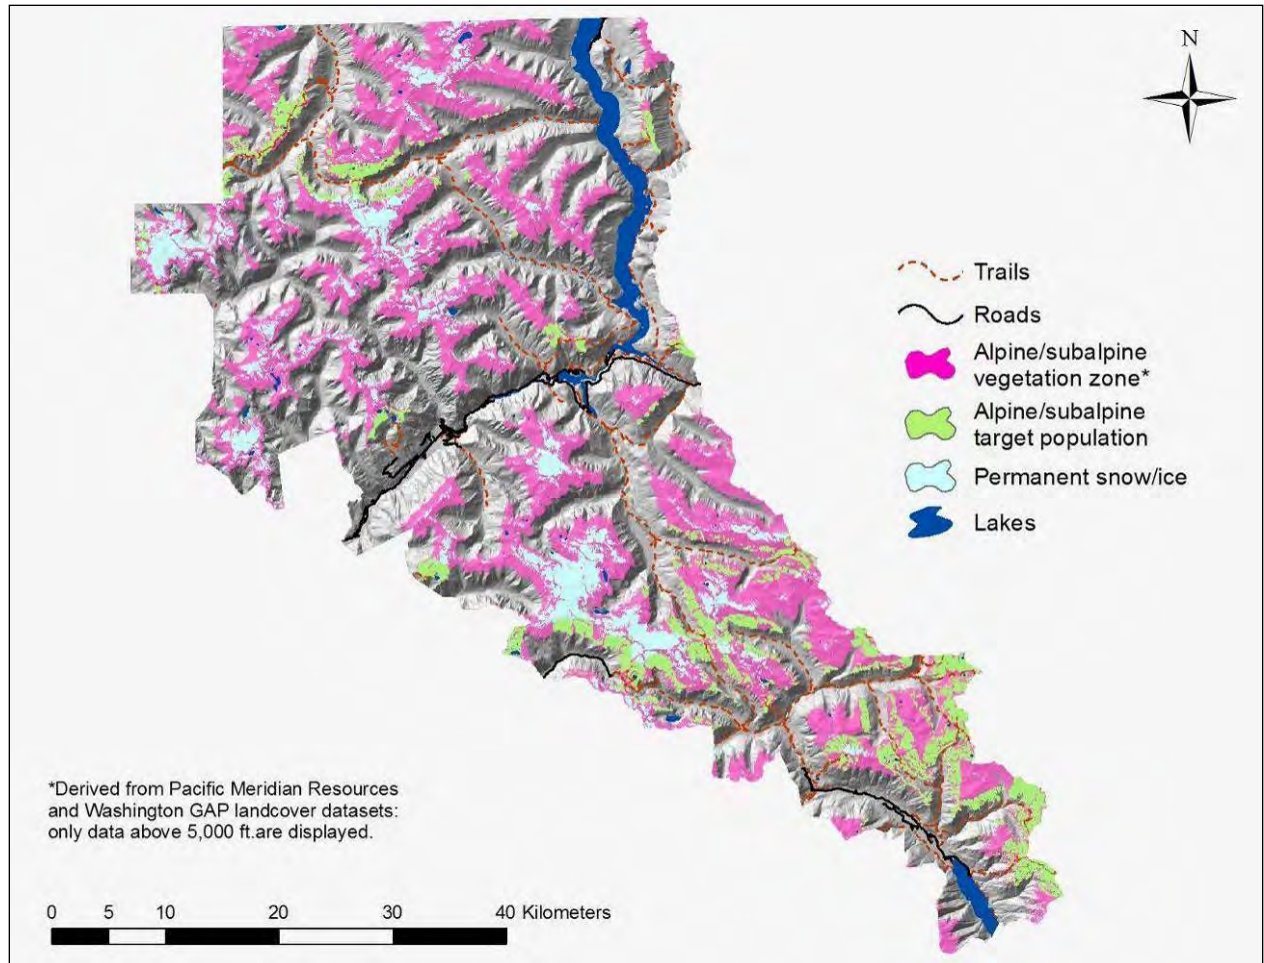 N
Trails
Roads
Alpine/subalpine
vegetation zone*
Alpine/subalpine
target population
Permanent snow/ice
Lakes
*Derived from Pacific Meridian Resources
and Washington GAP landcover datasets:
only data above 5,000 ft.are displayed.
0 5 10 20 30 40 Kilometers